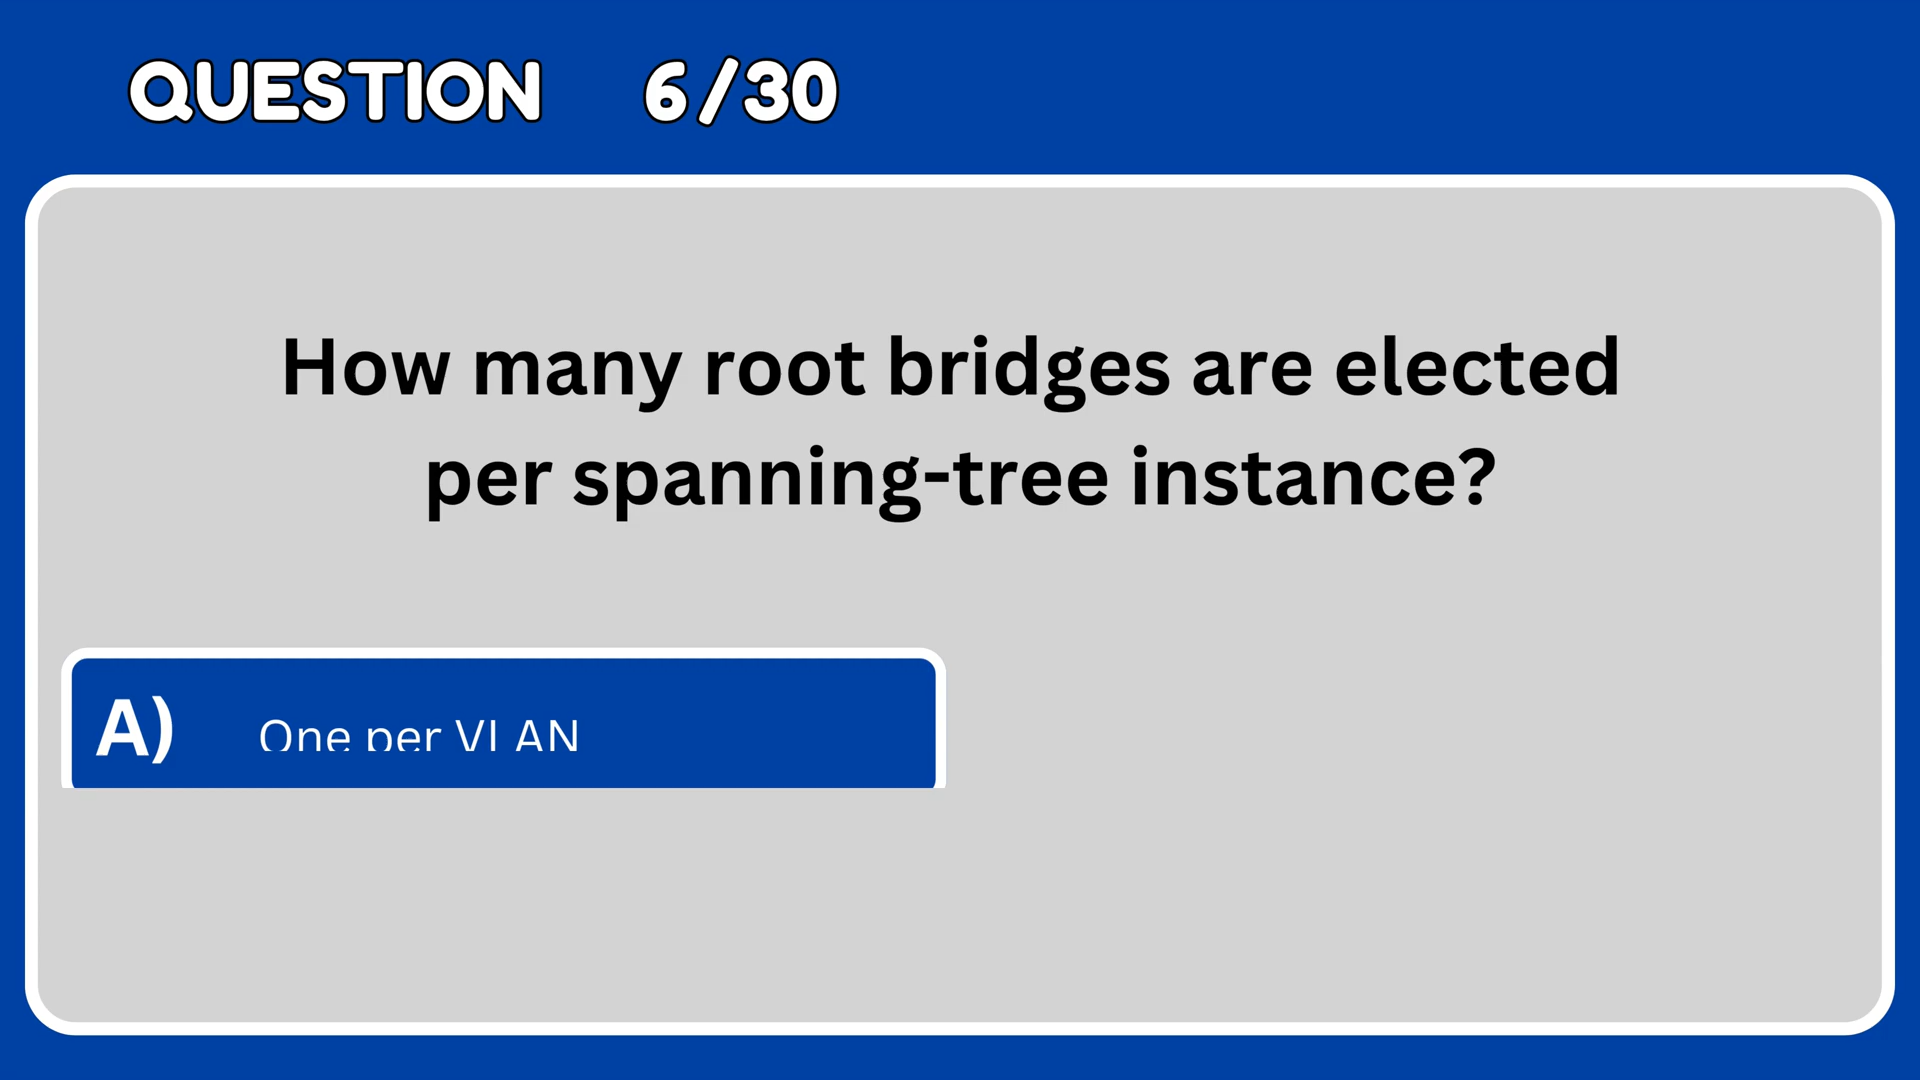 QUESTION 6/30
How many root bridges are elected
per spanning-tree instance?
A) One per VLAN